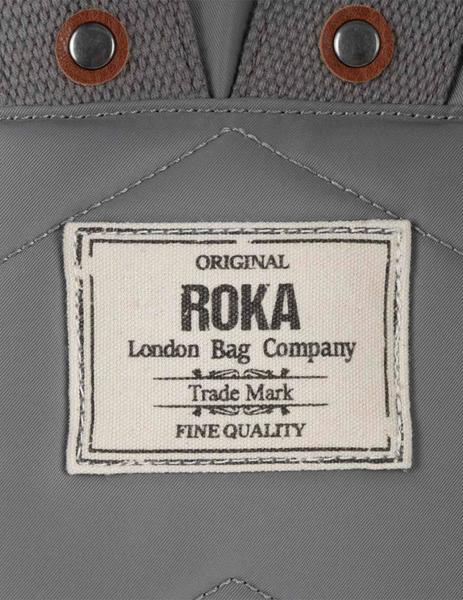 ORIGINAL
ROKA
London Bag Company
Trade Mark
FINE QUALITY